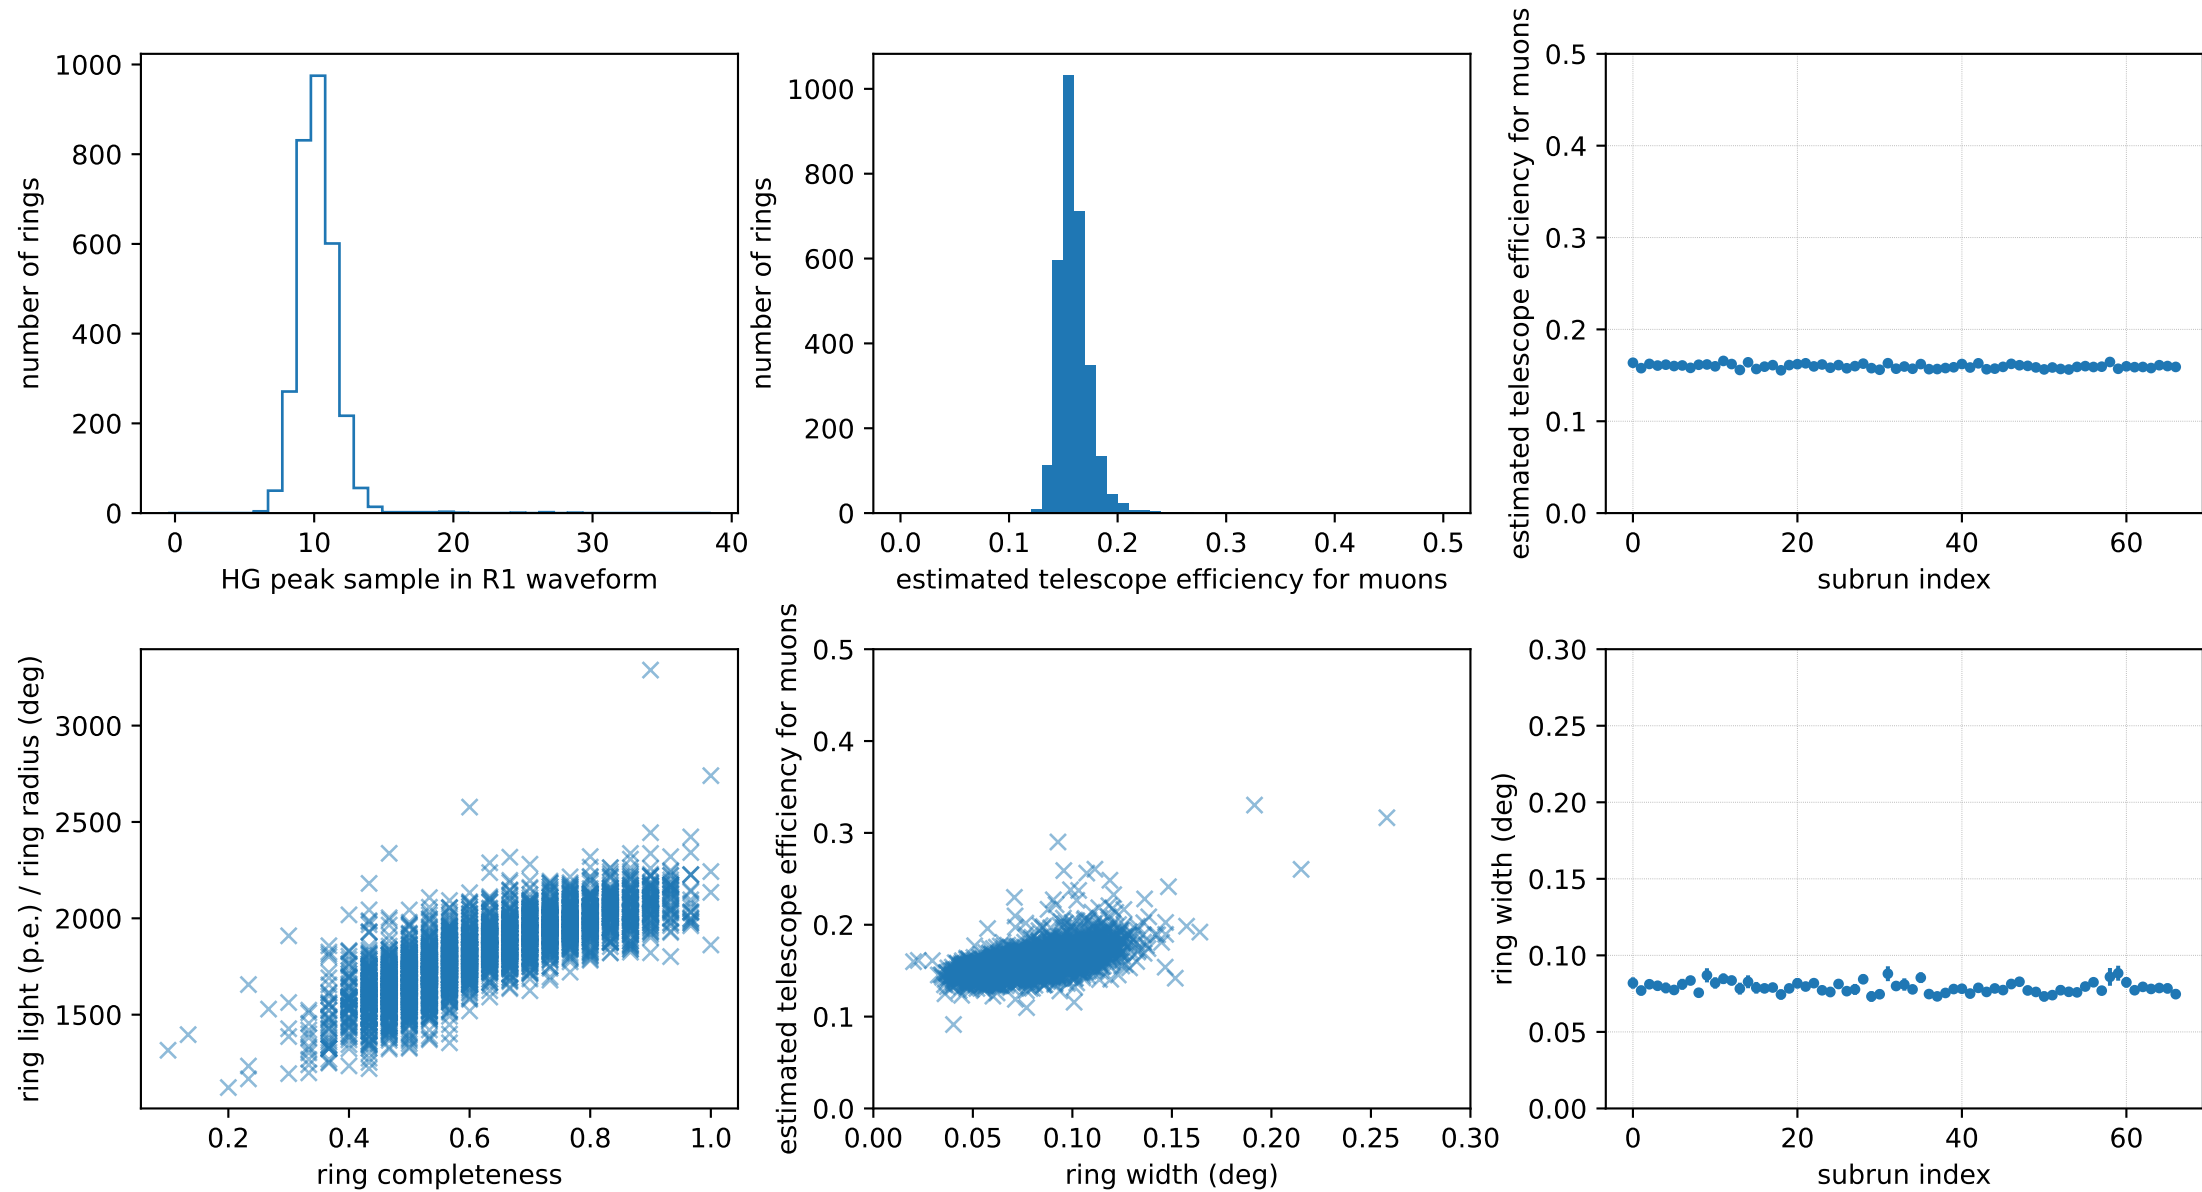 1000
800
600
400
200
0
number of rings
0 10 20 30 40
HG peak sample in R1 waveform
1000
800
600
400
200
0
number of rings
0.0 0.1 0.2 0.3 0.4 0.5
estimated telescope efficiency for muons
0.5
0.4
0.3
0.2
0.1
0.0
estimated telescope efficiency for muons
0 20 40 60
subrun index
3000
2500
2000
1500
ring light (p.e.) / ring radius (deg)
0.2 0.4 0.6 0.8 1.0
ring completeness
0.5
0.4
0.3
0.2
0.1
0.0
estimated telescope efficiency for muons
0.00 0.05 0.10 0.15 0.20 0.25 0.30
ring width (deg)
0.30
0.25
0.20
0.15
0.10
0.05
0.00
ring width (deg)
0 20 40 60
subrun index